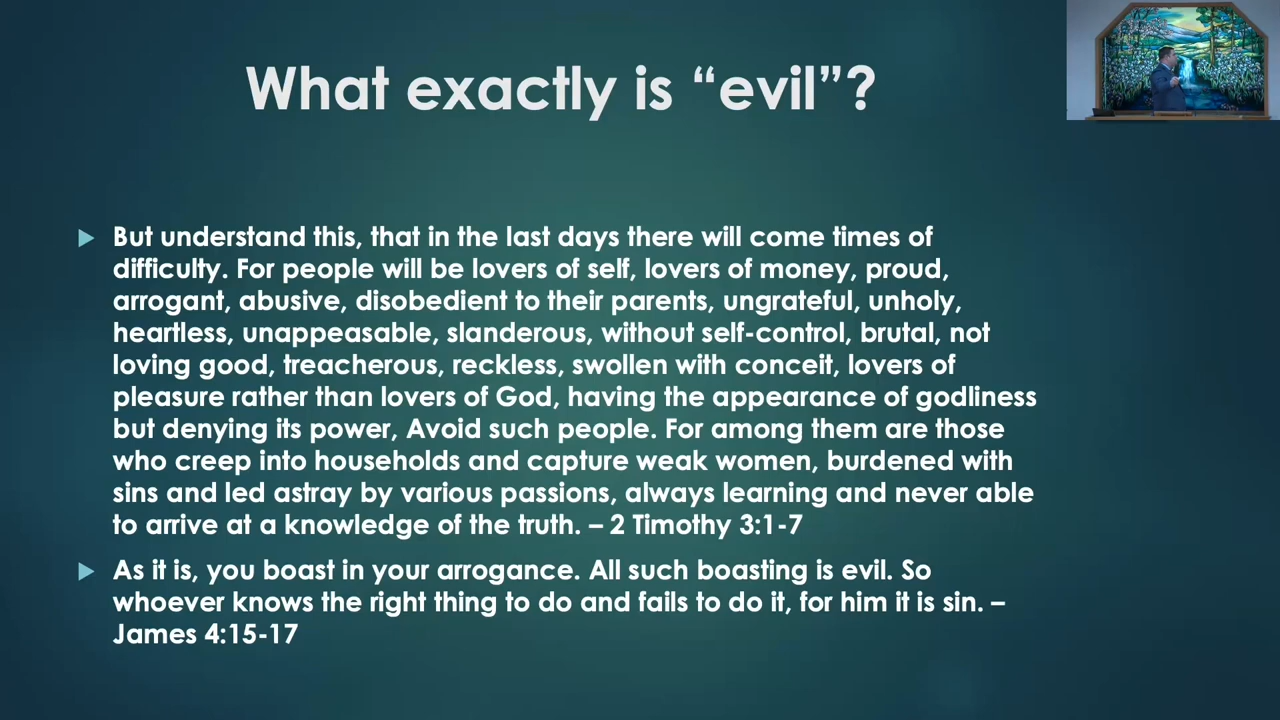 What exactly is “evil”?
But understand this, that in the last days there will come times of
difficulty. For people will be lovers of self, lovers of money, proud,
arrogant, abusive, disobedient to their parents, ungrateful, unholy,
heartless, unappeasable, slanderous, without self-control, brutal, not
loving good, treacherous, reckless, swollen with conceit, lovers of
pleasure rather than lovers of God, having the appearance of godliness
but denying its power, Avoid such people. For among them are those
who creep into households and capture weak women, burdened with
sins and led astray by various passions, always learning and never able
to arrive at a knowledge of the truth. – 2 Timothy 3:1-7
As it is, you boast in your arrogance. All such boasting is evil. So
whoever knows the right thing to do and fails to do it, for him it is sin. –
James 4:15-17